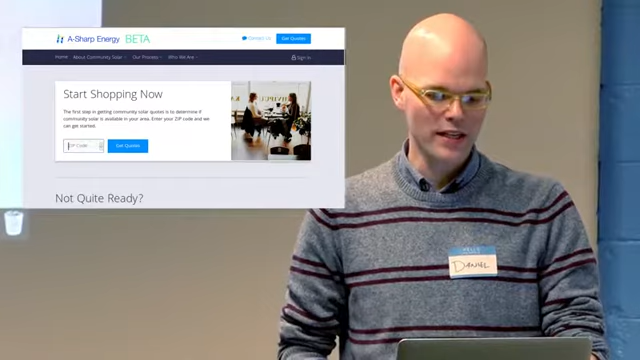 A-Sharp Energy BETA
Contact Us
Get Quotes
Home About Community Solar Our Process Who We Are
Sign In
Start Shopping Now
The first step in getting community solar quotes is to determine if
community solar is available in your area. Enter your ZIP code and we
can get started.
ZIP Code
Get Quotes
Not Quite Ready?
HELLO
DANIEL